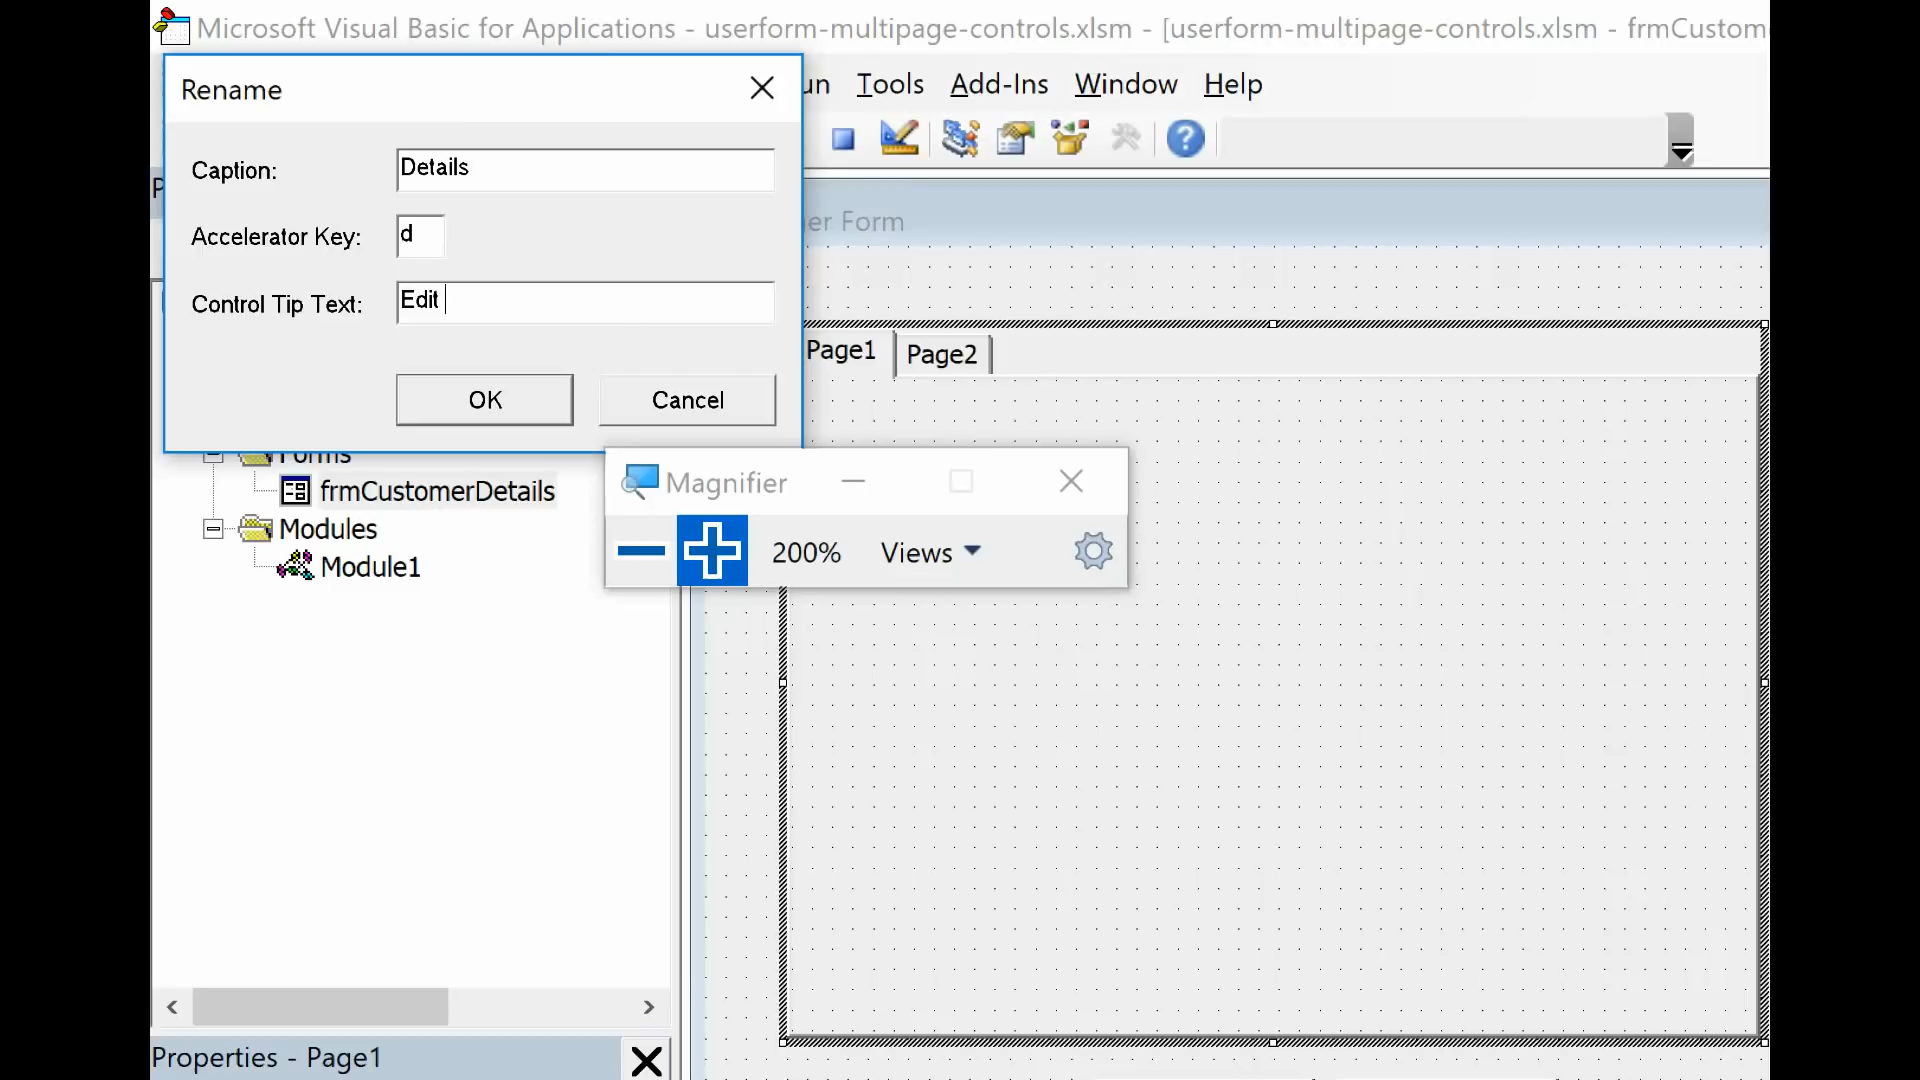 Microsoft Visual Basic for Applications - userform-multipage-controls.xlsm - [userform-multipage-controls.xlsm - frmCustom
Rename
un Tools Add-Ins Window Help
Caption: Details
Accelerator Key: d
Control Tip Text: Edit
OK Cancel
P
er Form
Page1 Page2
Forms
frmCustomerDetails
Modules
Module1
Magnifier
200% Views
Properties - Page1